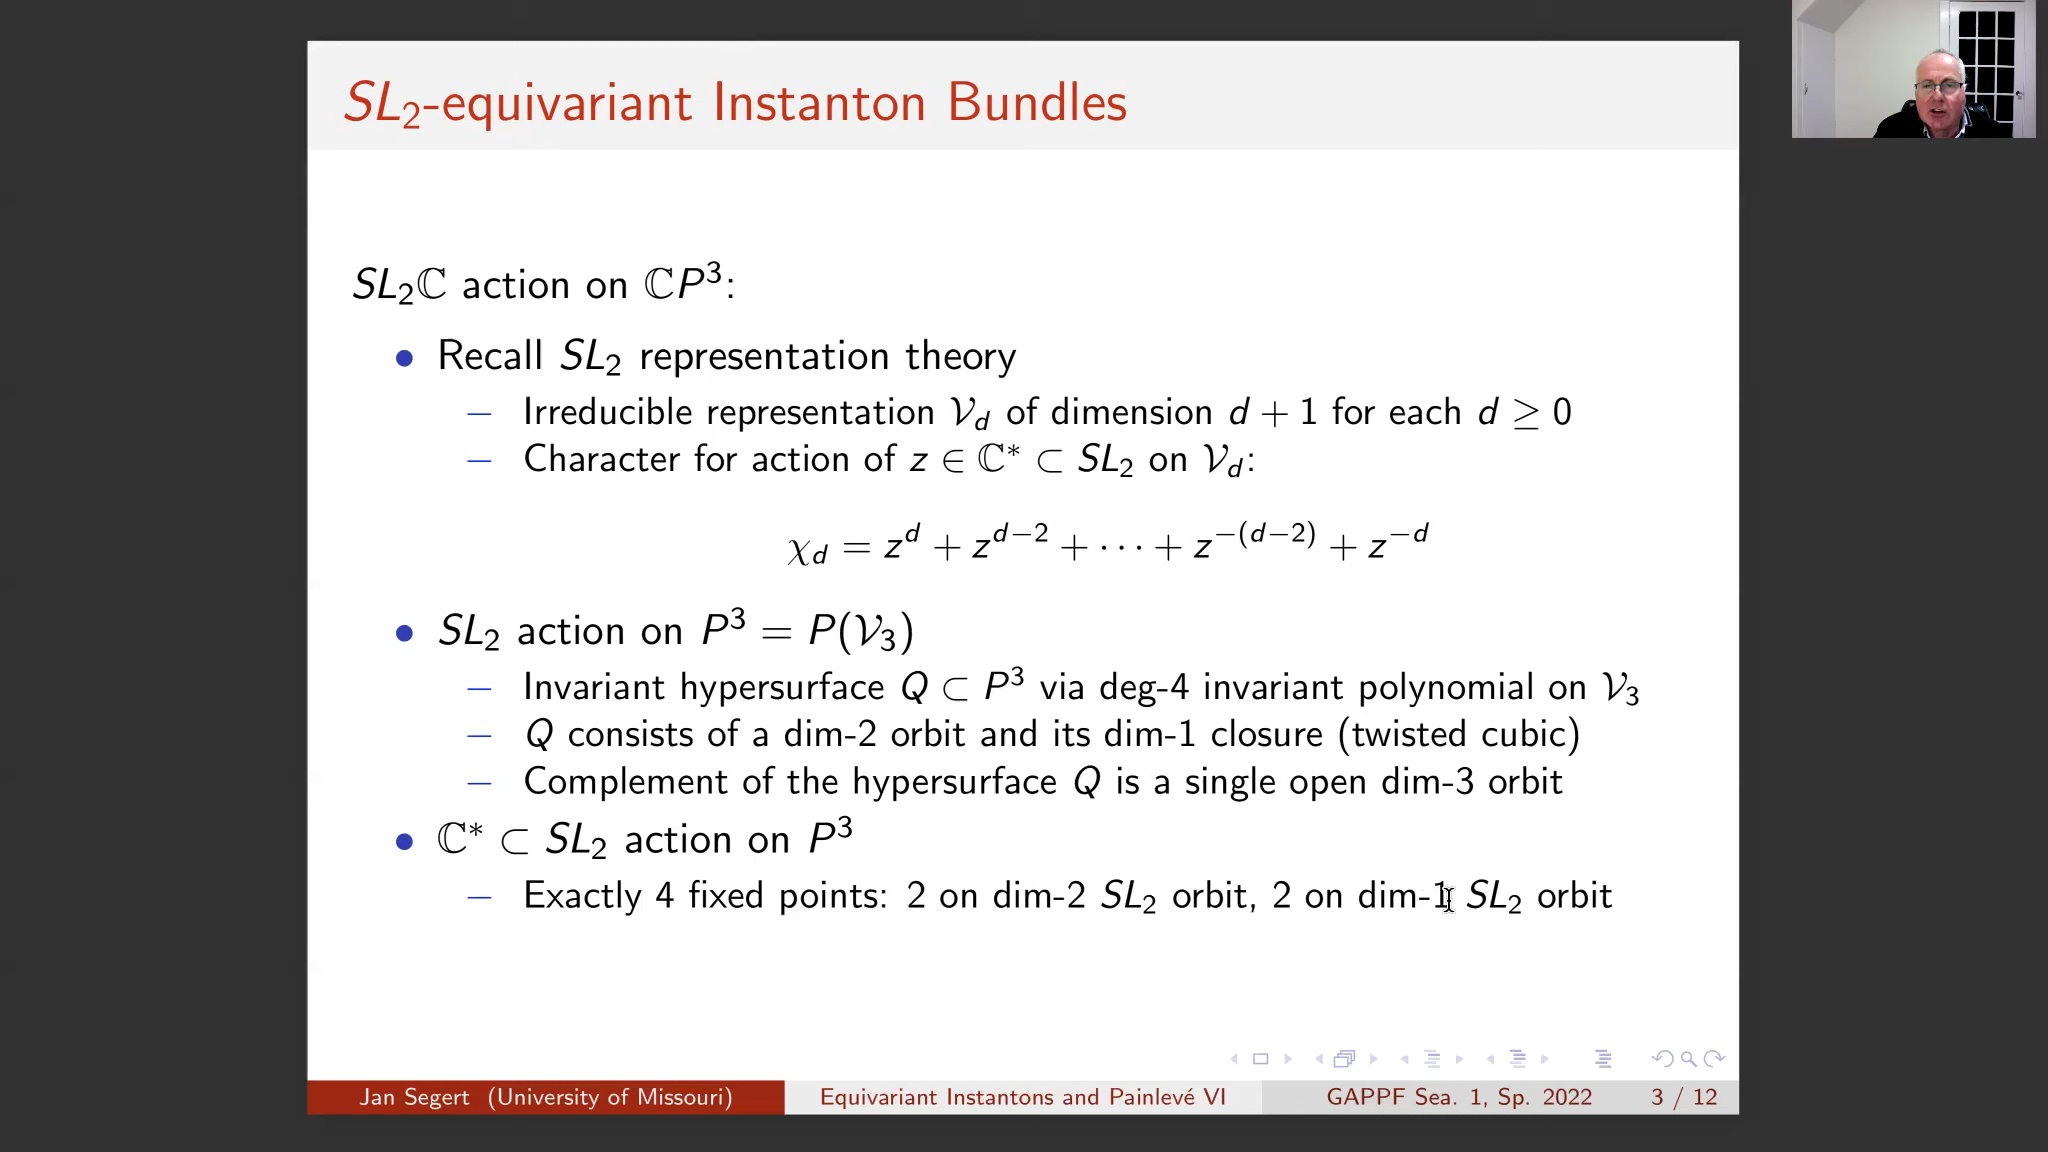 SL₂-equivariant Instanton Bundles
SL₂ℂ action on ℂP³:
• Recall SL₂ representation theory
– Irreducible representation 𝒱_d of dimension d + 1 for each d ≥ 0
– Character for action of z ∈ ℂ* ⊂ SL₂ on 𝒱_d:
χ_d = z^d + z^{d−2} + ··· + z^{−(d−2)} + z^{−d}
• SL₂ action on P³ = P(𝒱₃)
– Invariant hypersurface Q ⊂ P³ via deg-4 invariant polynomial on 𝒱₃
– Q consists of a dim-2 orbit and its dim-1 closure (twisted cubic)
– Complement of the hypersurface Q is a single open dim-3 orbit
• ℂ* ⊂ SL₂ action on P³
– Exactly 4 fixed points: 2 on dim-2 SL₂ orbit, 2 on dim-1 SL₂ orbit
Jan Segert (University of Missouri) Equivariant Instantons and Painlevé VI GAPPF Sea. 1, Sp. 2022 3 / 12